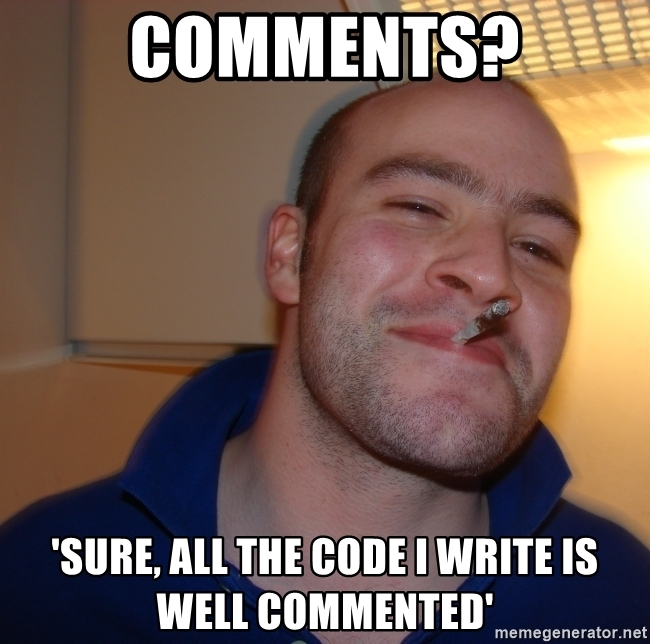 COMMENTS?
'SURE, ALL THE CODE I WRITE IS
WELL COMMENTED'
memegenerator.net